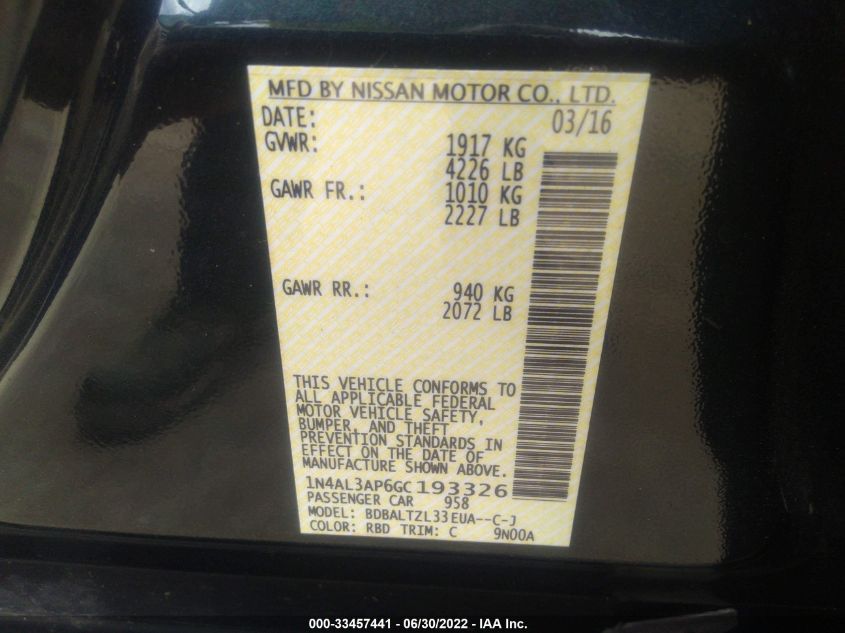 MFD BY NISSAN MOTOR CO., LTD.
DATE: 03/16
GVWR: 1917 KG
4226 LB
GAWR FR.: 1010 KG
2227 LB
GAWR RR.: 940 KG
2072 LB
THIS VEHICLE CONFORMS TO
ALL APPLICABLE FEDERAL
MOTOR VEHICLE SAFETY,
BUMPER, AND THEFT
PREVENTION STANDARDS IN
EFFECT ON THE DATE OF
MANUFACTURE SHOWN ABOVE.
1N4AL3AP6GC193326
PASSENGER CAR 958
MODEL: BDBALTZL33EUA--C-J
COLOR: RBD TRIM: C 9N00A
000-33457441 - 06/30/2022 - IAA Inc.